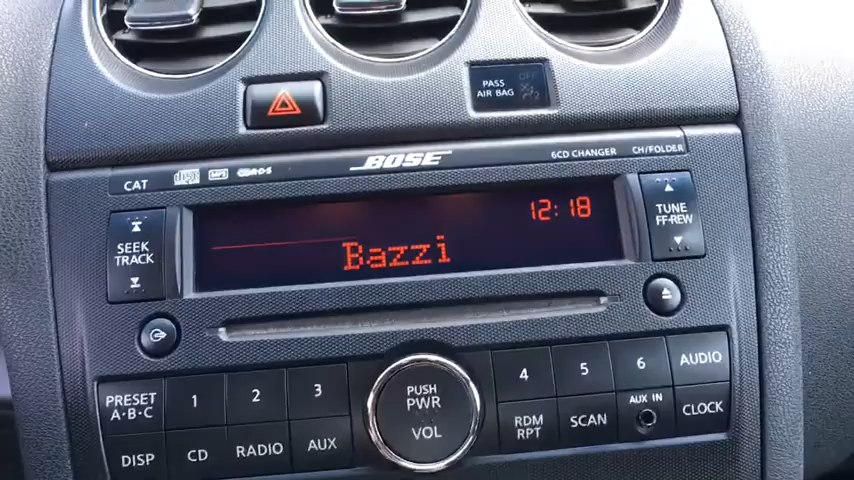 PASS OFF
AIR BAG
BOSE
6CD CHANGER
CH/FOLDER
CAT
MP3
SEEK
TRACK
12:18
Bazzi
TUNE
FF·REW
PRESET
A·B·C
1
2
3
PUSH
PWR
VOL
4
5
6
AUDIO
DISP
CD
RADIO
AUX
RDM
RPT
SCAN
AUX IN
CLOCK